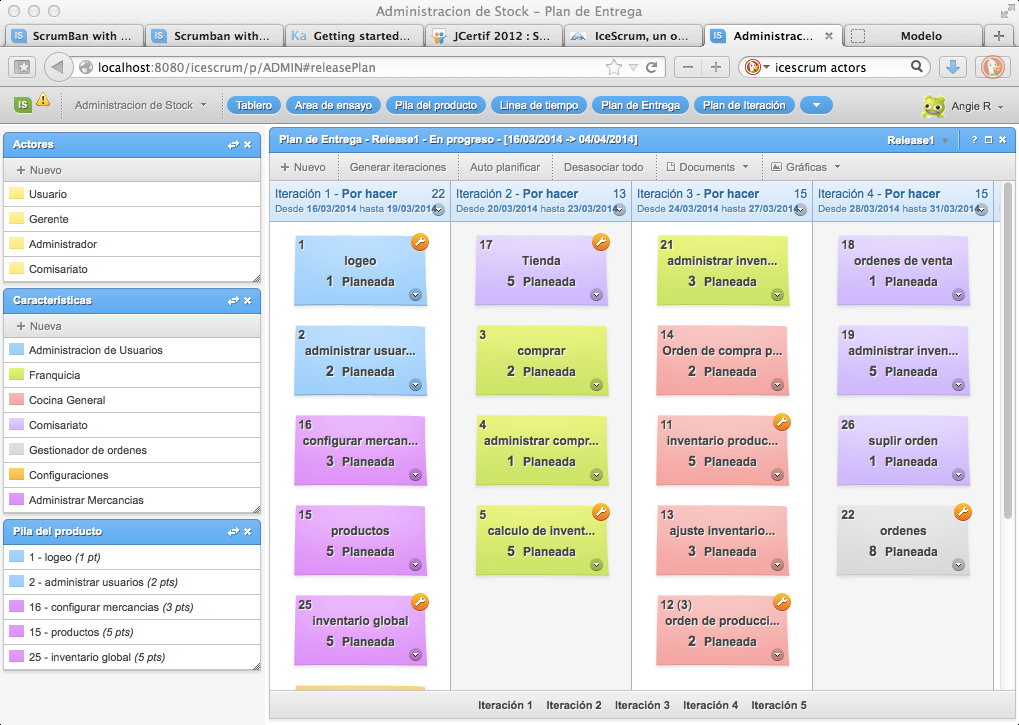 Administracion de Stock – Plan de Entrega
IS ScrumBan with ...
IS Scrumban with...
Ka Getting started...
JCertif 2012 : S...
IceScrum, un o...
IS Administrac...
Modelo
localhost:8080/icescrum/p/ADMIN#releasePlan
icescrum actors
IS Administracion de Stock
Tablero
Area de ensayo
Pila del producto
Linea de tiempo
Plan de Entrega
Plan de Iteración
Angie R
Actores
+ Nuevo
Usuario
Gerente
Administrador
Comisariato
Características
+ Nueva
Administracion de Usuarios
Franquicia
Cocina General
Comisariato
Gestionador de ordenes
Configuraciones
Administrar Mercancias
Pila del producto
1 - logeo (1 pt)
2 - administrar usuarios (2 pts)
16 - configurar mercancias (3 pts)
15 - productos (5 pts)
25 - inventario global (5 pts)
Plan de Entrega - Release1 - En progreso - [16/03/2014 -> 04/04/2014]
Release1
?
+ Nuevo
Generar iteraciones
Auto planificar
Desasociar todo
Documents
Gráficas
Iteración 1 - Por hacer 22
Desde 16/03/2014 hasta 19/03/2014
1
logeo
1 Planeada
2
administrar usuar...
2 Planeada
16
configurar mercan...
3 Planeada
15
productos
5 Planeada
25
inventario global
5 Planeada
Iteración 2 - Por hacer 13
Desde 20/03/2014 hasta 23/03/2014
17
Tienda
5 Planeada
3
comprar
2 Planeada
4
administrar compr...
1 Planeada
5
calculo de invent...
5 Planeada
Iteración 3 - Por hacer 15
Desde 24/03/2014 hasta 27/03/2014
21
administrar inven...
3 Planeada
14
Orden de compra p...
2 Planeada
11
inventario produc...
5 Planeada
13
ajuste inventario...
3 Planeada
12 (3)
orden de producci...
2 Planeada
Iteración 4 - Por hacer 15
Desde 28/03/2014 hasta 31/03/2014
18
ordenes de venta
1 Planeada
19
administrar inven...
5 Planeada
26
suplir orden
1 Planeada
22
ordenes
8 Planeada
Iteración 1 Iteración 2 Iteración 3 Iteración 4 Iteración 5